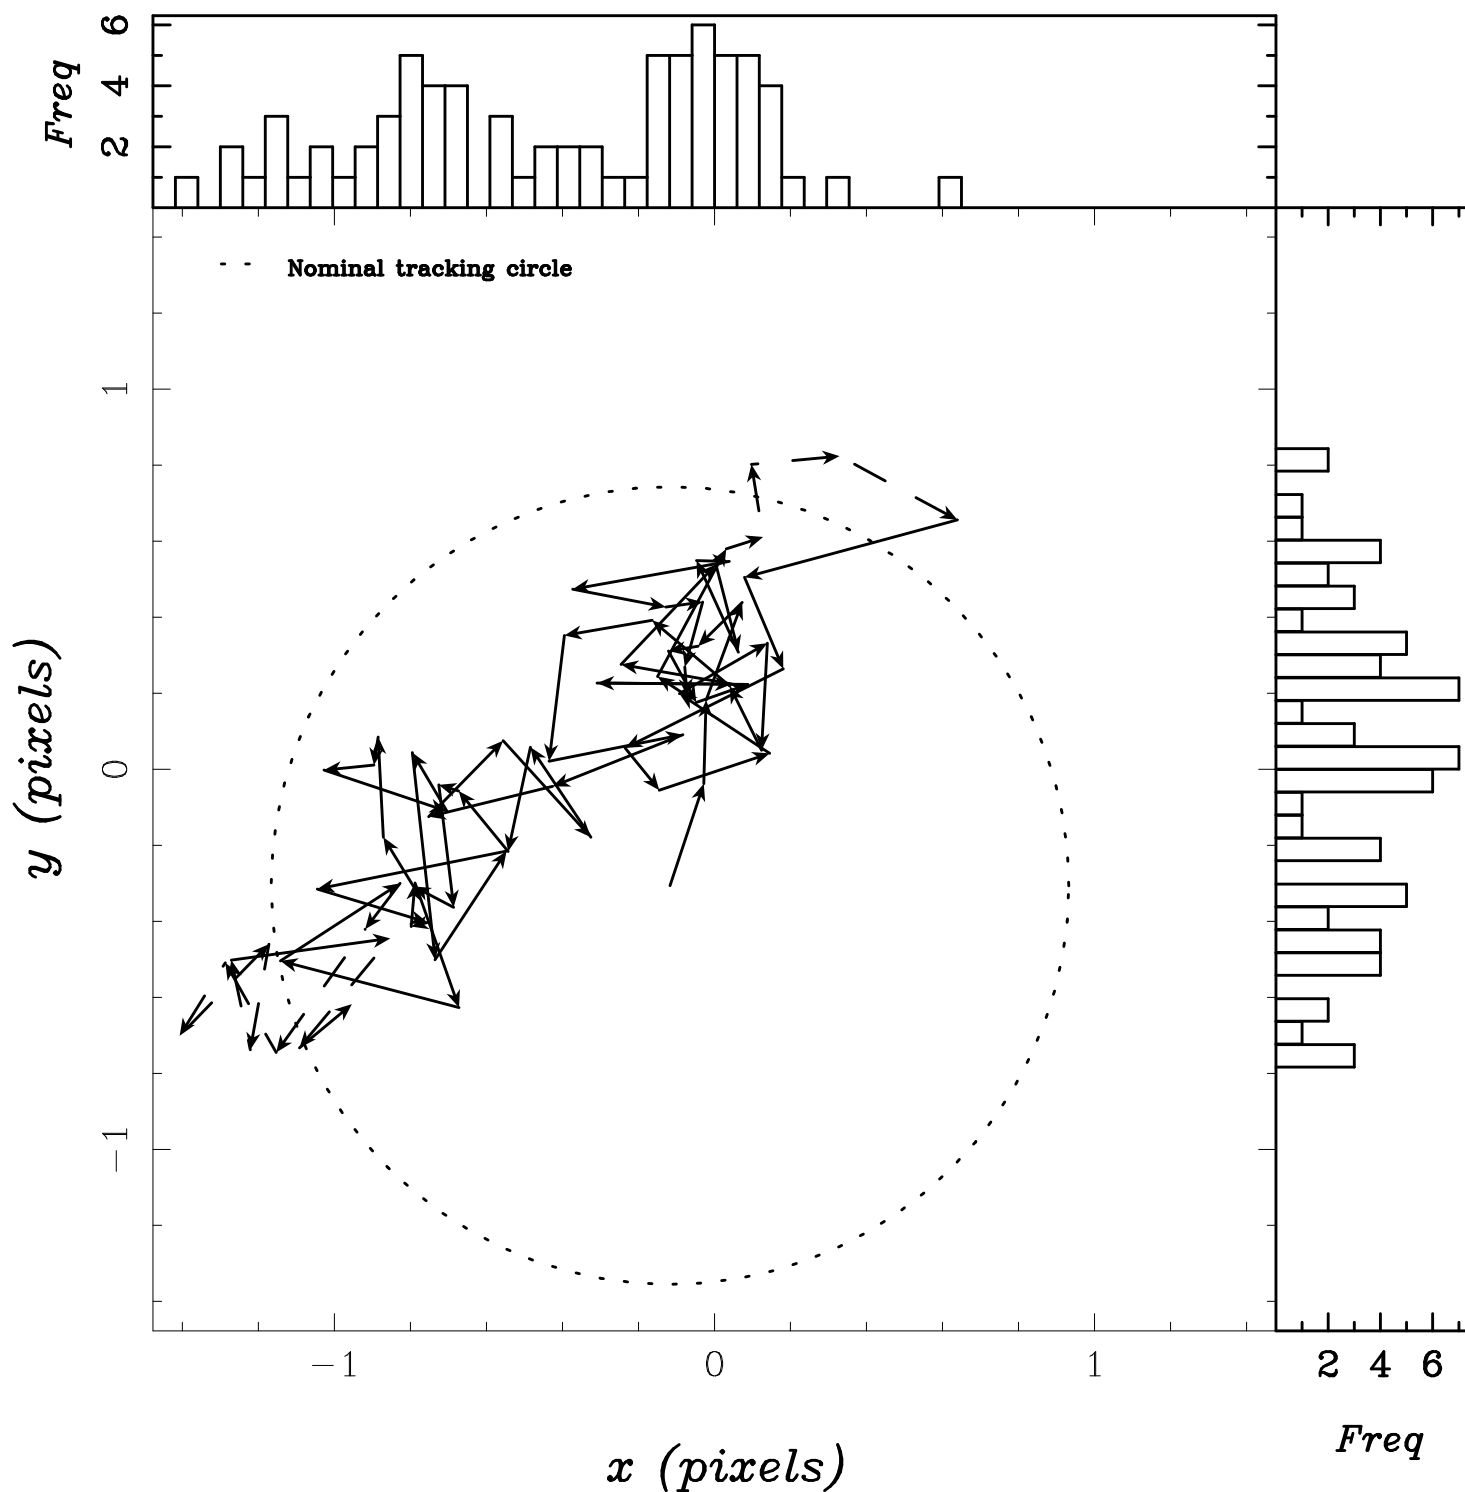 Freq
2 4 6
Nominal tracking circle
y (pixels)
1
0
−1
−1 0 1
x (pixels)
2 4 6
Freq